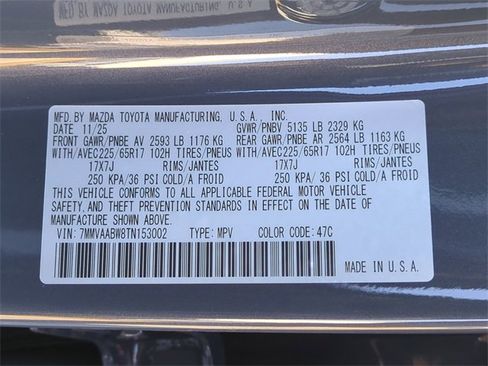 MFD. BY MAZDA TOYOTA MANUFACTURING, U.S.A., INC.
DATE 11/25 GVWR/PNBV 5135 LB 2329 KG
FRONT GAWR/PNBE AV 2593 LB 1176 KG REAR GAWR/PNBE AR 2564 LB 1163 KG
WITH/AVEC225/65R17 102H TIRES/PNEUS WITH/AVEC225/65R17 102H TIRES/PNEUS
17X7J RIMS/JANTES 17X7J RIMS/JANTES
250 KPA/36 PSI COLD/A FROID 250 KPA/36 PSI COLD/A FROID
THIS VEHICLE CONFORMS TO ALL APPLICABLE FEDERAL MOTOR VEHICLE
SAFETY, AND THEFT PREVENTION STANDARDS IN EFFECT ON THE DATE OF
MANUFACTURE SHOWN ABOVE.
VIN: 7MMVAABW8TN153002 TYPE: MPV COLOR CODE: 47C
MADE IN U.S.A.